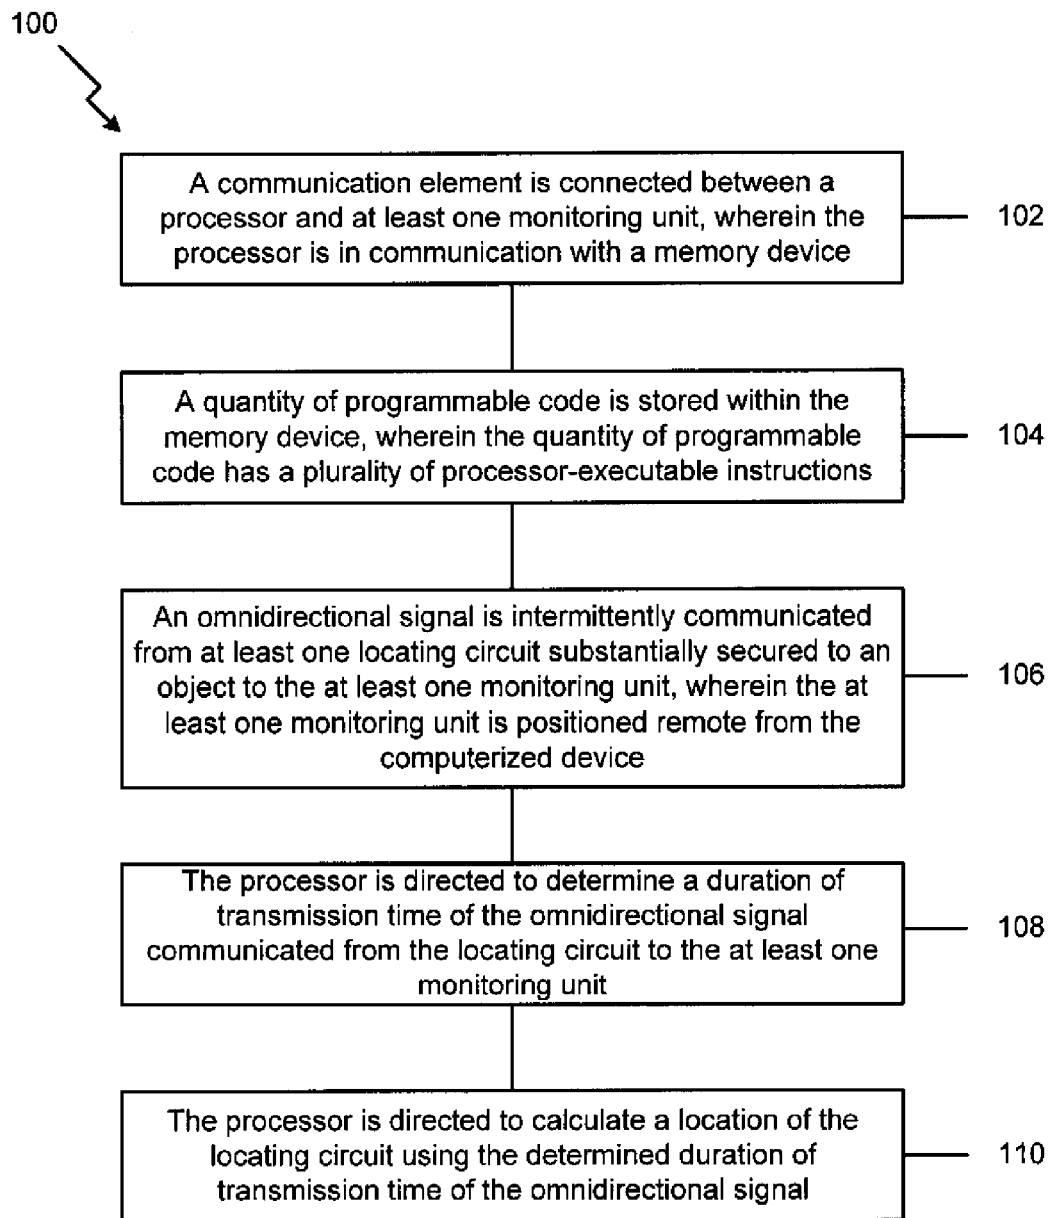 100
A communication element is connected between a
processor and at least one monitoring unit, wherein the
processor is in communication with a memory device
102
A quantity of programmable code is stored within the
memory device, wherein the quantity of programmable
code has a plurality of processor-executable instructions
104
An omnidirectional signal is intermittently communicated
from at least one locating circuit substantially secured to an
object to the at least one monitoring unit, wherein the at
least one monitoring unit is positioned remote from the
computerized device
106
The processor is directed to determine a duration of
transmission time of the omnidirectional signal
communicated from the locating circuit to the at least one
monitoring unit
108
The processor is directed to calculate a location of the
locating circuit using the determined duration of
transmission time of the omnidirectional signal
110